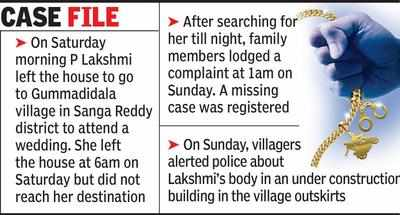 CASE FILE
➤ On Saturday
morning P Lakshmi
left the house to go
to Gummadidala
village in Sanga Reddy
district to attend a
wedding. She left
the house at 6am on
Saturday but did not
reach her destination
➤ After searching for
her till night, family
members lodged a
complaint at 1am on
Sunday. A missing
case was registered
➤ On Sunday, villagers
alerted police about
Lakshmi's body in an under construction
building in the village outskirts